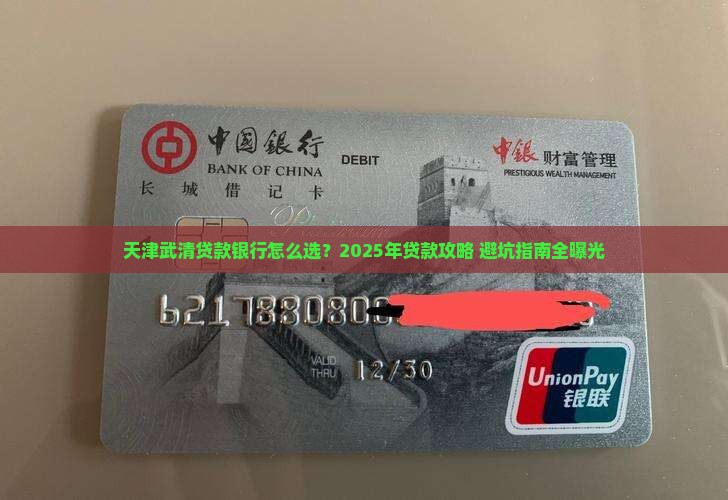 中国银行
BANK OF CHINA
DEBIT
长城借记卡
中銀 财富管理
PRESTIGIOUS WEALTH MANAGEMENT
天津武清贷款银行怎么选？2025年贷款攻略 避坑指南全曝光
621788080
VALID
THRU
12/30
UnionPay
银联